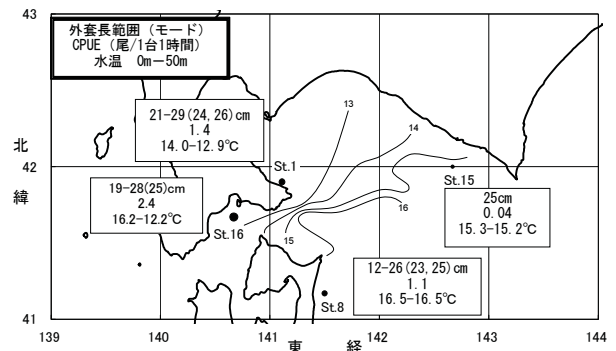 外套長範囲（モード）
CPUE（尾/1台1時間）
水温　0m－50m
43
42
41
北
緯
139
140
141
142
143
144
東　経
21-29(24, 26)cm
1.4
14.0-12.9℃
St.1
19-28(25)cm
2.4
16.2-12.2℃
St.16
13
14
15
16
St.15
25cm
0.04
15.3-15.2℃
12-26(23, 25)cm
1.1
16.5-16.5℃
St.8